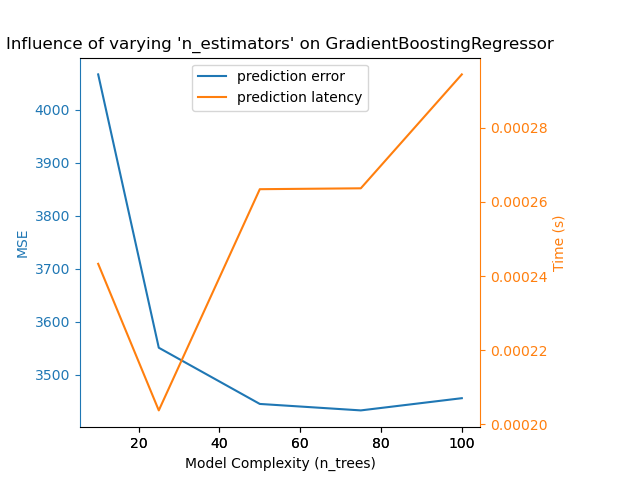 Influence of varying 'n_estimators' on GradientBoostingRegressor
prediction error
prediction latency
MSE
4000
3900
3800
3700
3600
3500
0.00028
0.00026
0.00024
0.00022
0.00020
Time (s)
20
40
60
80
100
Model Complexity (n_trees)